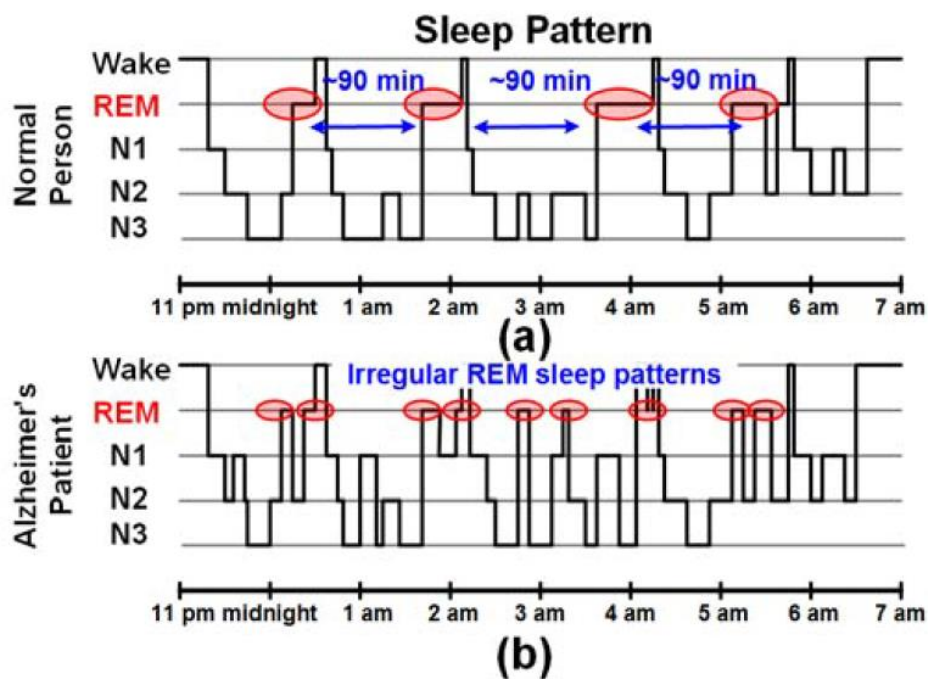 Sleep Pattern
Normal
Person
Wake
REM
N1
N2
N3
~90 min
~90 min
~90 min
11 pm midnight 1 am 2 am 3 am 4 am 5 am 6 am 7 am
(a)
Alzheimer's
Patient
Wake
REM
N1
N2
N3
Irregular REM sleep patterns
11 pm midnight 1 am 2 am 3 am 4 am 5 am 6 am 7 am
(b)